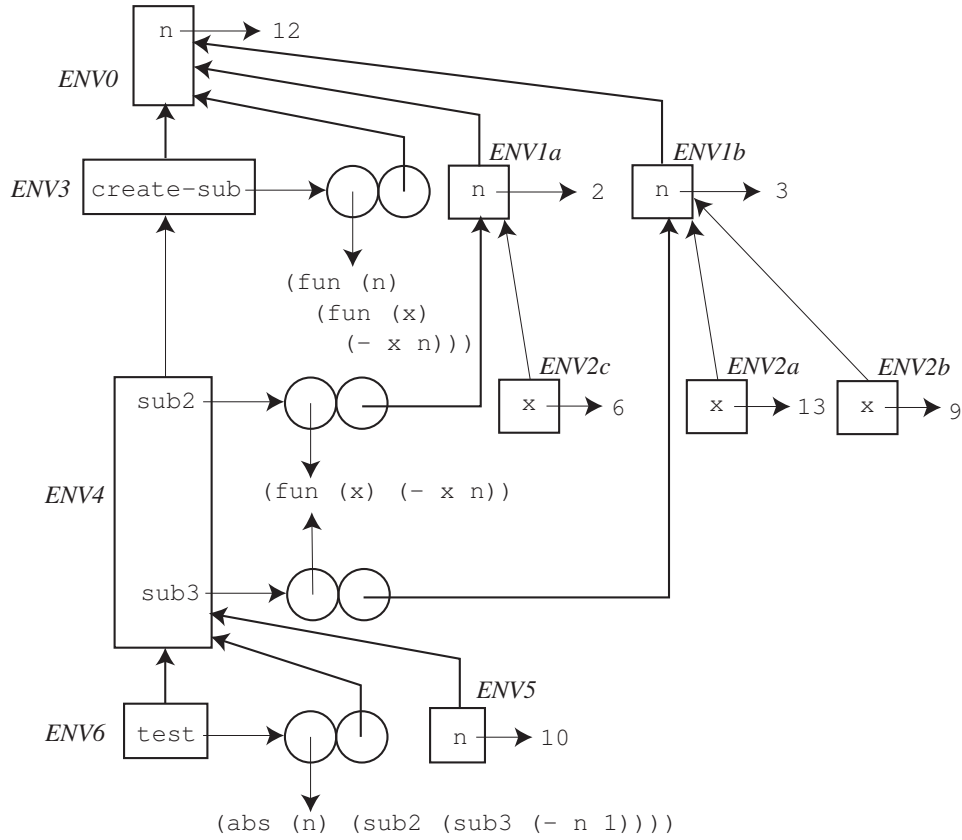 n 12
ENV0
ENV1a ENV1b
ENV3 create-sub n 2 n 3
(fun (n)
(fun (x)
(- x n)))
ENV2c ENV2a ENV2b
sub2 x 6 x 13 x 9
(fun (x) (- x n))
ENV4
sub3
ENV5
ENV6 test n 10
(abs (n) (sub2 (sub3 (- n 1))))